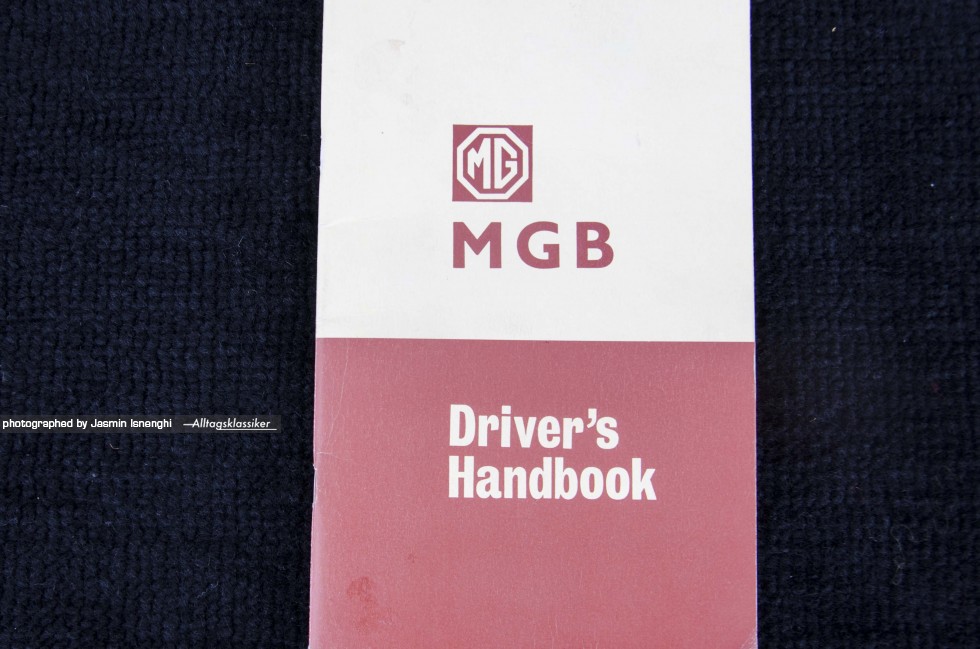 MG
MGB
Driver's
Handbook
photographed by Jasmin Isnenghi —Alltagsklassiker